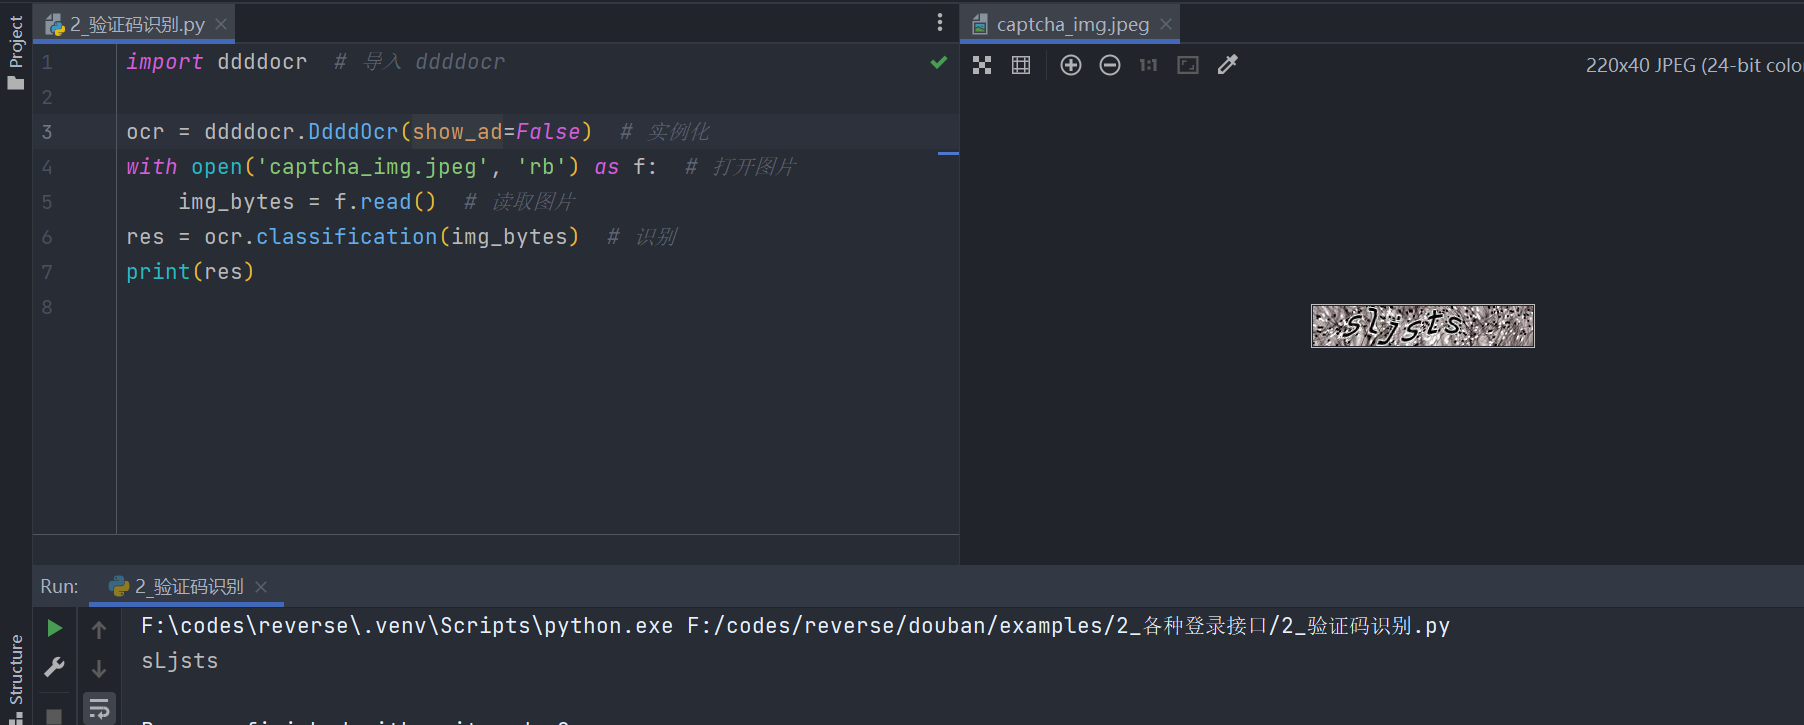 Project
2_验证码识别.py
captcha_img.jpeg
220x40 JPEG (24-bit colo
1 import ddddocr # 导入 ddddocr
2
3 ocr = ddddocr.DdddOcr(show_ad=False) # 实例化
4 with open('captcha_img.jpeg', 'rb') as f: # 打开图片
5 img_bytes = f.read() # 读取图片
6 res = ocr.classification(img_bytes) # 识别
7 print(res)
8
1:1
sljsts
Run: 2_验证码识别
F:\codes\reverse\.venv\Scripts\python.exe F:/codes/reverse/douban/examples/2_各种登录接口/2_验证码识别.py
sLjsts
Structure